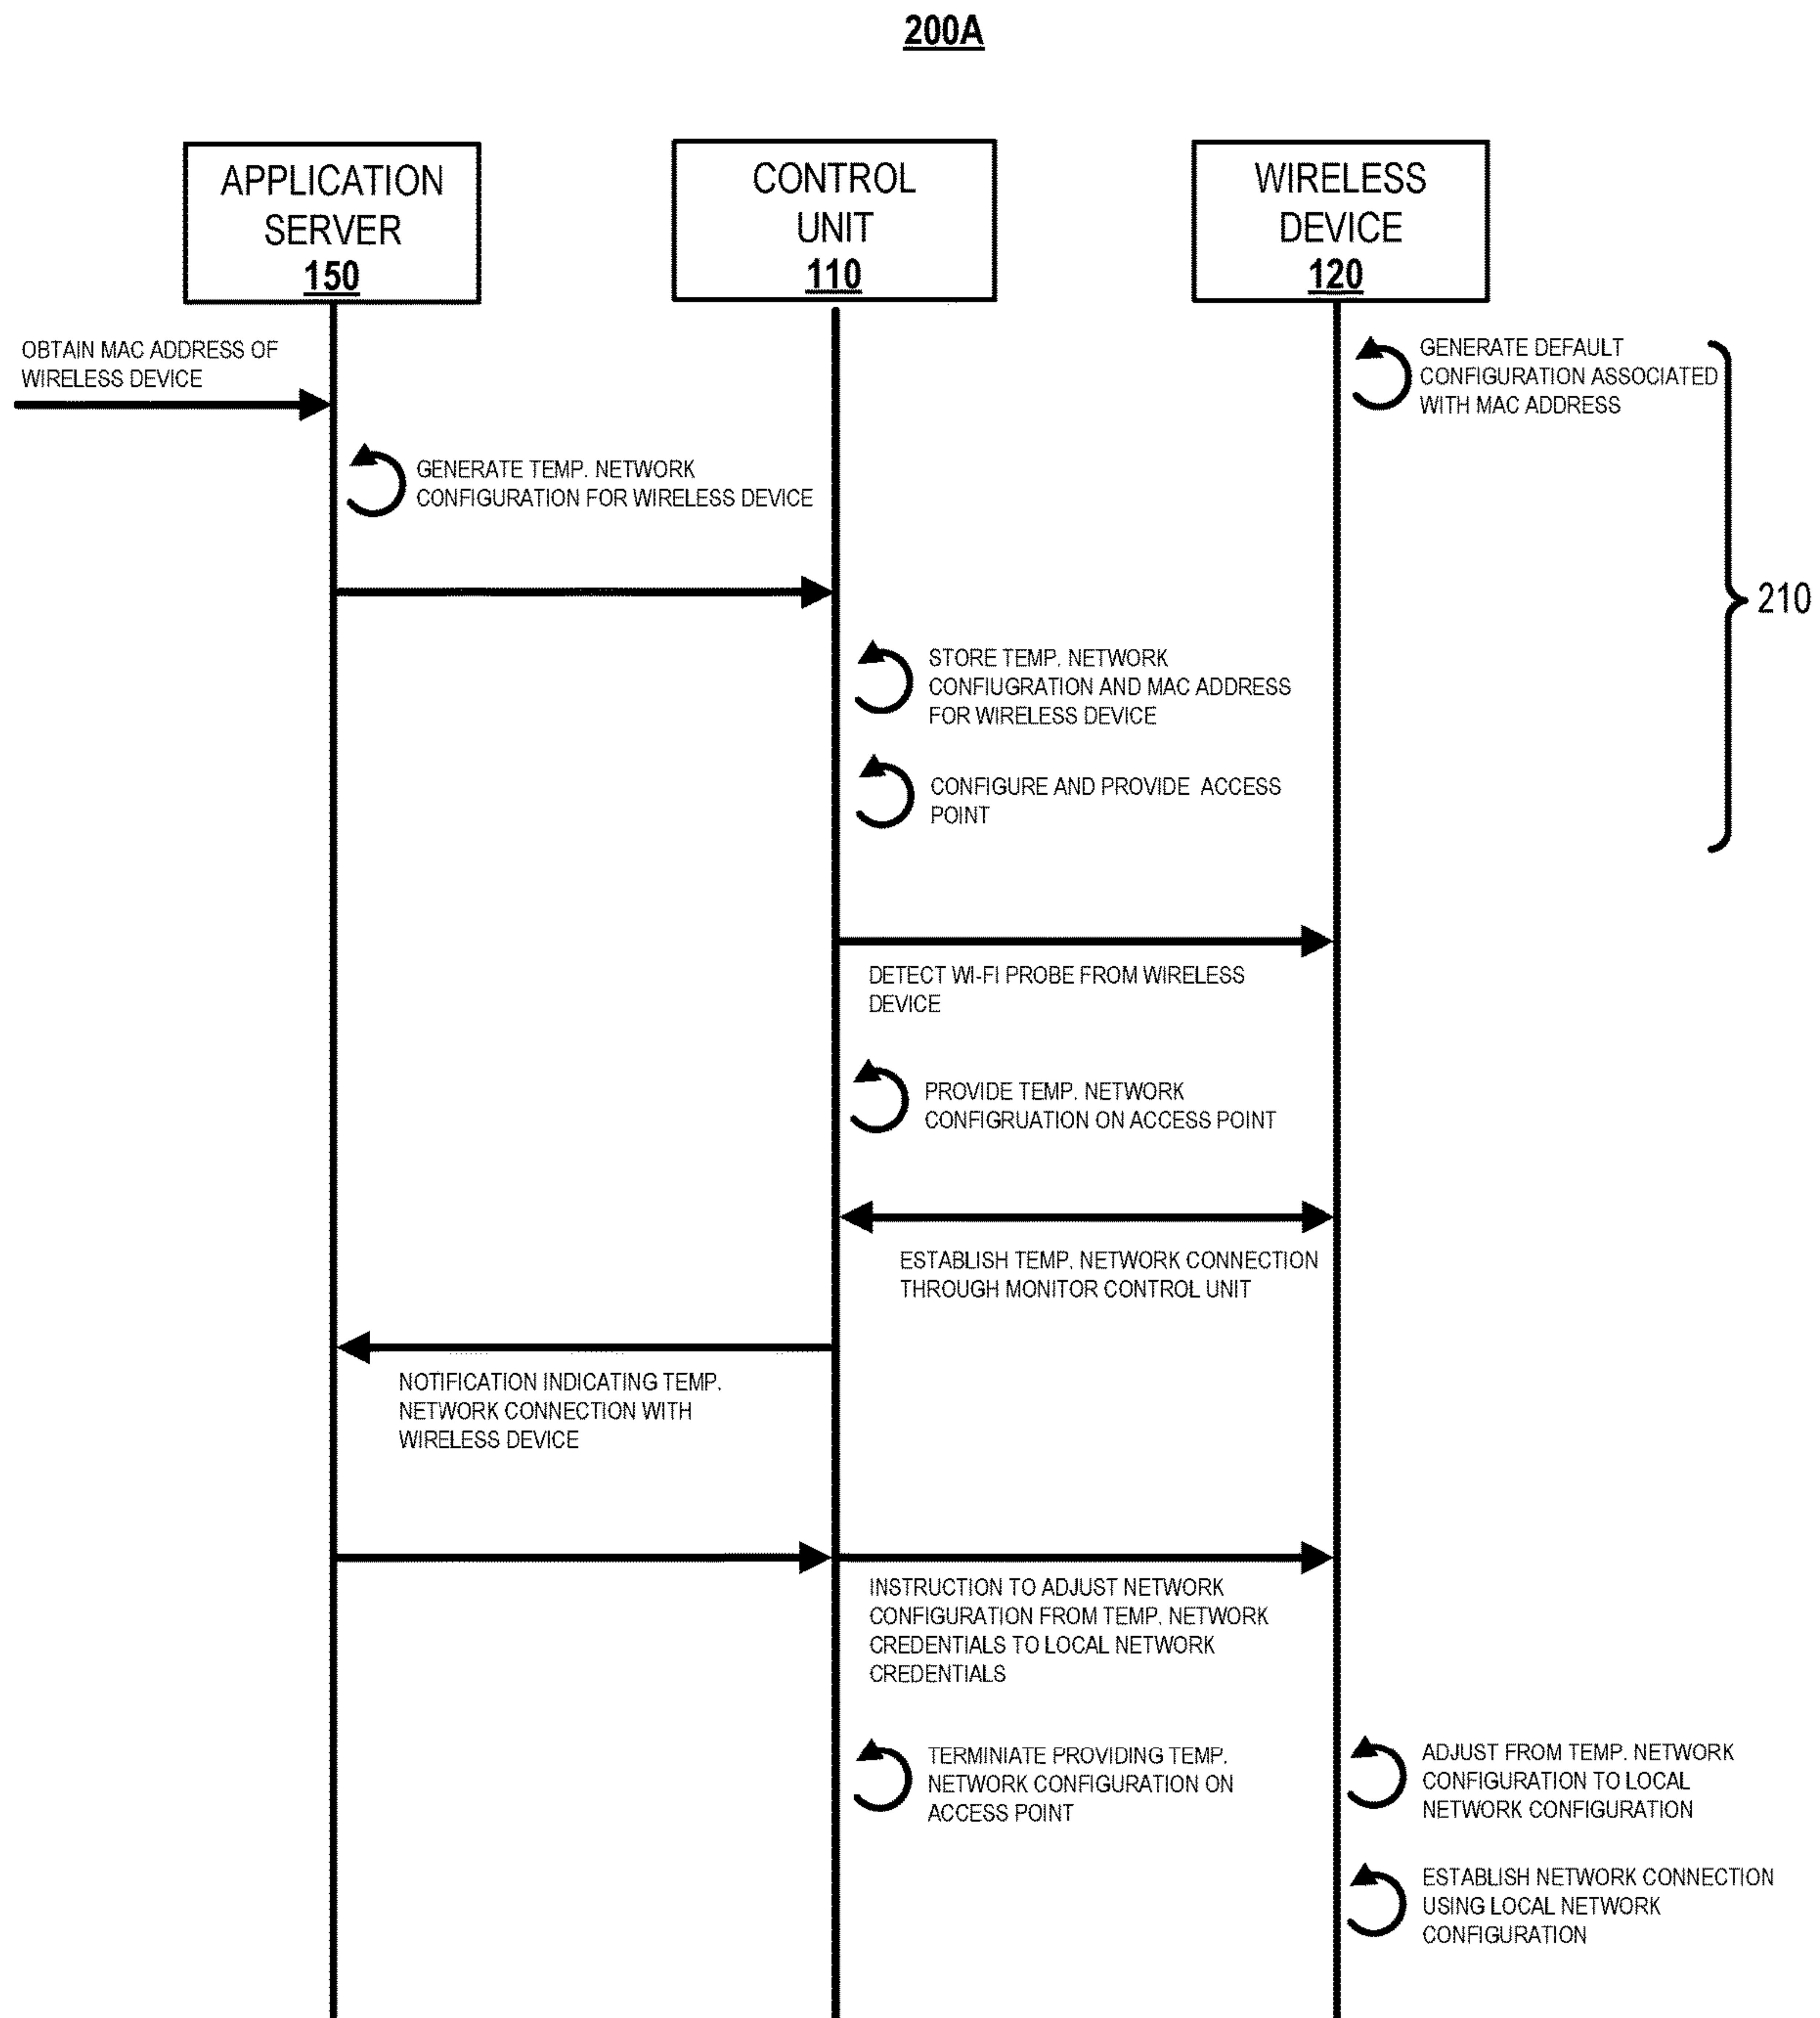 200A
APPLICATION
SERVER
150
CONTROL
UNIT
110
WIRELESS
DEVICE
120
OBTAIN MAC ADDRESS OF
WIRELESS DEVICE
GENERATE DEFAULT
CONFIGURATION ASSOCIATED
WITH MAC ADDRESS
GENERATE TEMP. NETWORK
CONFIGURATION FOR WIRELESS DEVICE
210
STORE TEMP. NETWORK
CONFIUGRATION AND MAC ADDRESS
FOR WIRELESS DEVICE
CONFIGURE AND PROVIDE ACCESS
POINT
DETECT WI-FI PROBE FROM WIRELESS
DEVICE
PROVIDE TEMP. NETWORK
CONFIGRUATION ON ACCESS POINT
ESTABLISH TEMP. NETWORK CONNECTION
THROUGH MONITOR CONTROL UNIT
NOTIFICATION INDICATING TEMP.
NETWORK CONNECTION WITH
WIRELESS DEVICE
INSTRUCTION TO ADJUST NETWORK
CONFIGURATION FROM TEMP. NETWORK
CREDENTIALS TO LOCAL NETWORK
CREDENTIALS
TERMINIATE PROVIDING TEMP.
NETWORK CONFIGURATION ON
ACCESS POINT
ADJUST FROM TEMP. NETWORK
CONFIGURATION TO LOCAL
NETWORK CONFIGURATION
ESTABLISH NETWORK CONNECTION
USING LOCAL NETWORK
CONFIGURATION